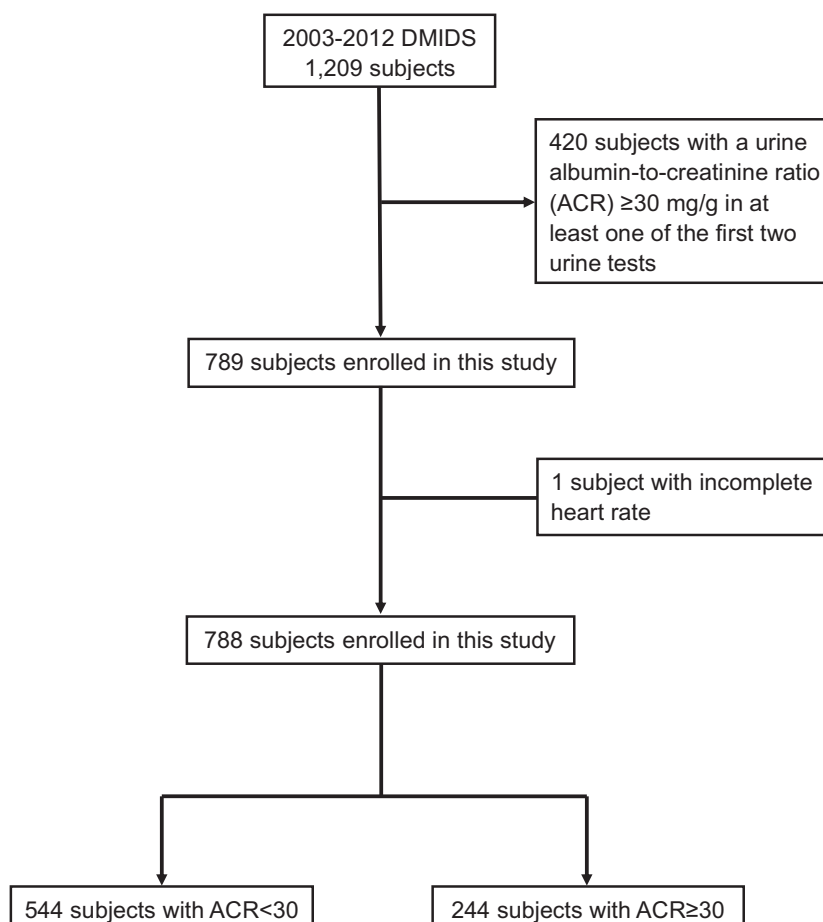 2003-2012 DMIDS
1,209 subjects
420 subjects with a urine
albumin-to-creatinine ratio
(ACR) ≥30 mg/g in at
least one of the first two
urine tests
789 subjects enrolled in this study
1 subject with incomplete
heart rate
788 subjects enrolled in this study
544 subjects with ACR<30
244 subjects with ACR≥30